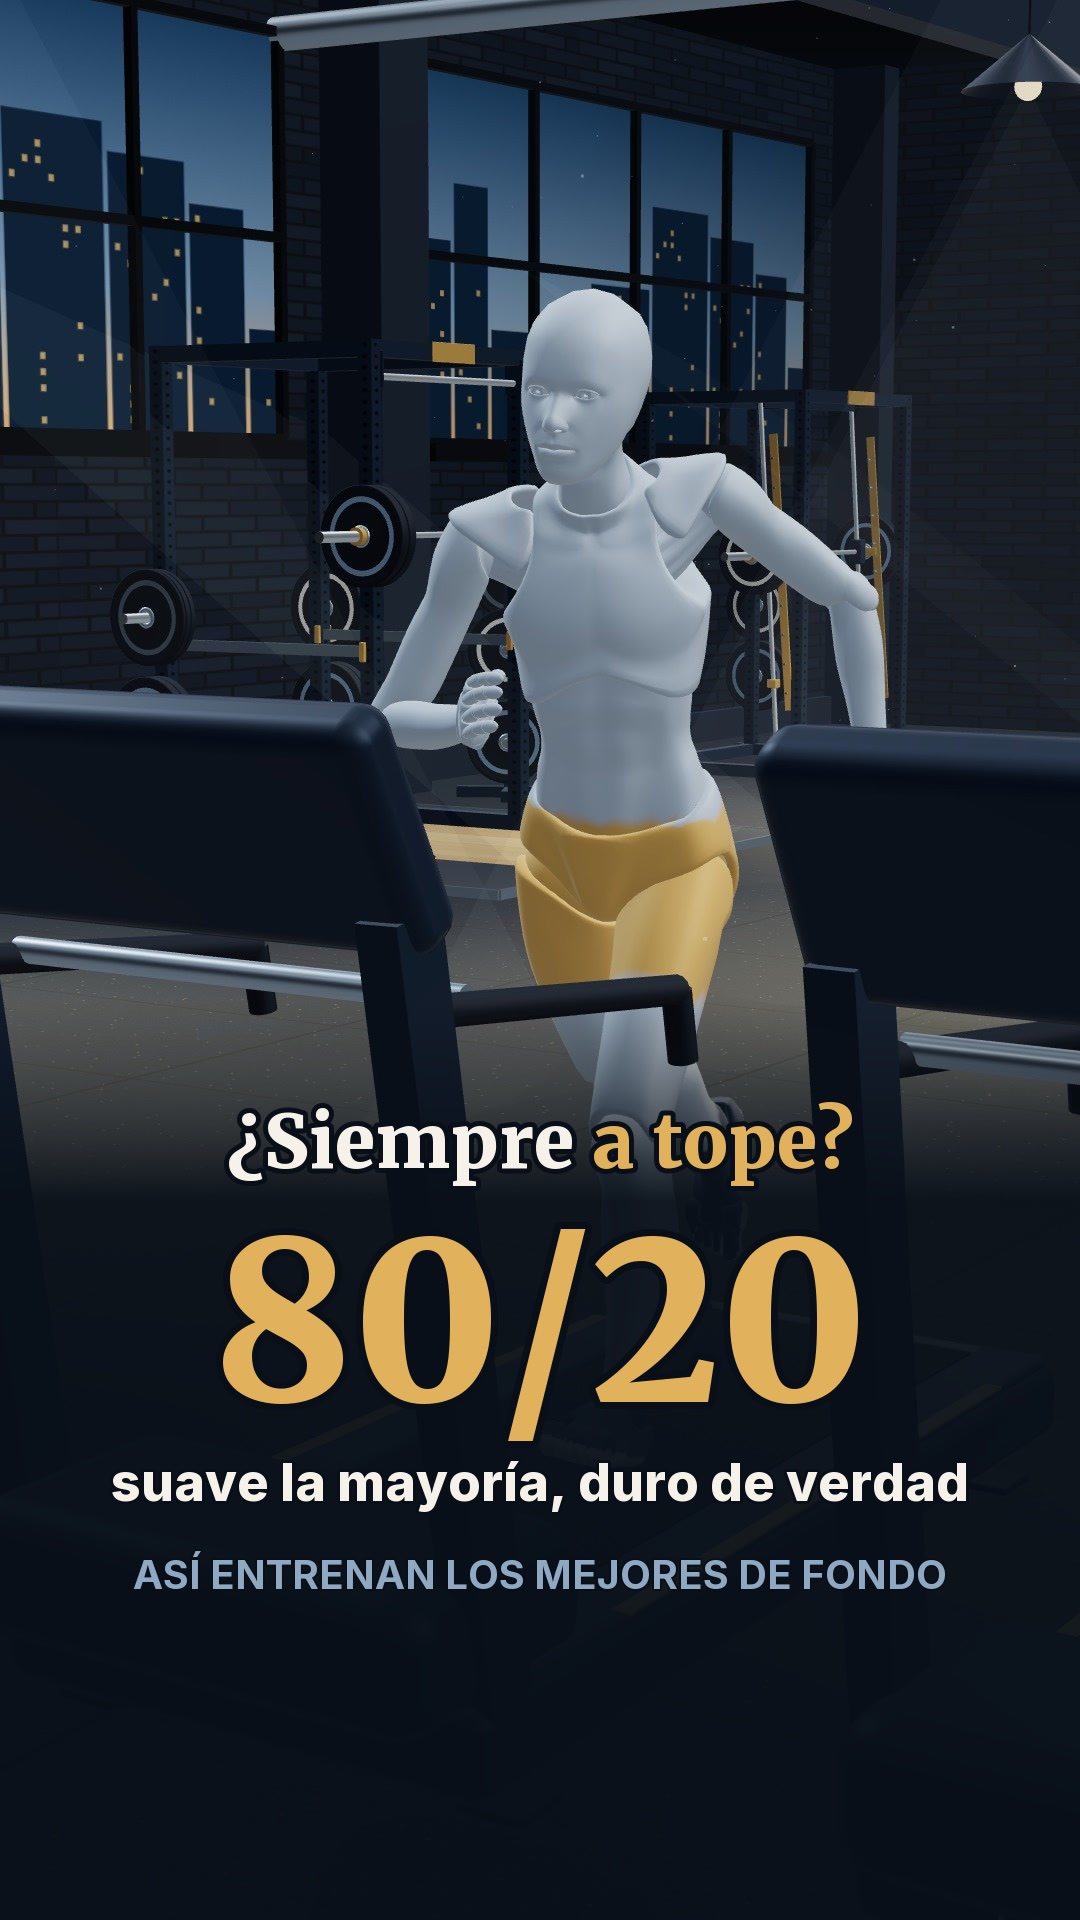 ¿Siempre a tope?
80/20
suave la mayoría, duro de verdad
ASÍ ENTRENAN LOS MEJORES DE FONDO